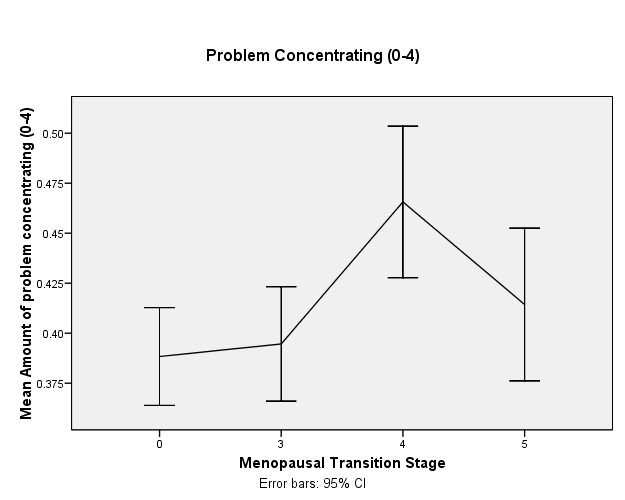 Problem Concentrating (0-4)
Mean Amount of problem concentrating (0-4)
0.50
0.475
0.45
0.425
0.40
0.375
0 3 4 5
Menopausal Transition Stage
Error bars: 95% CI